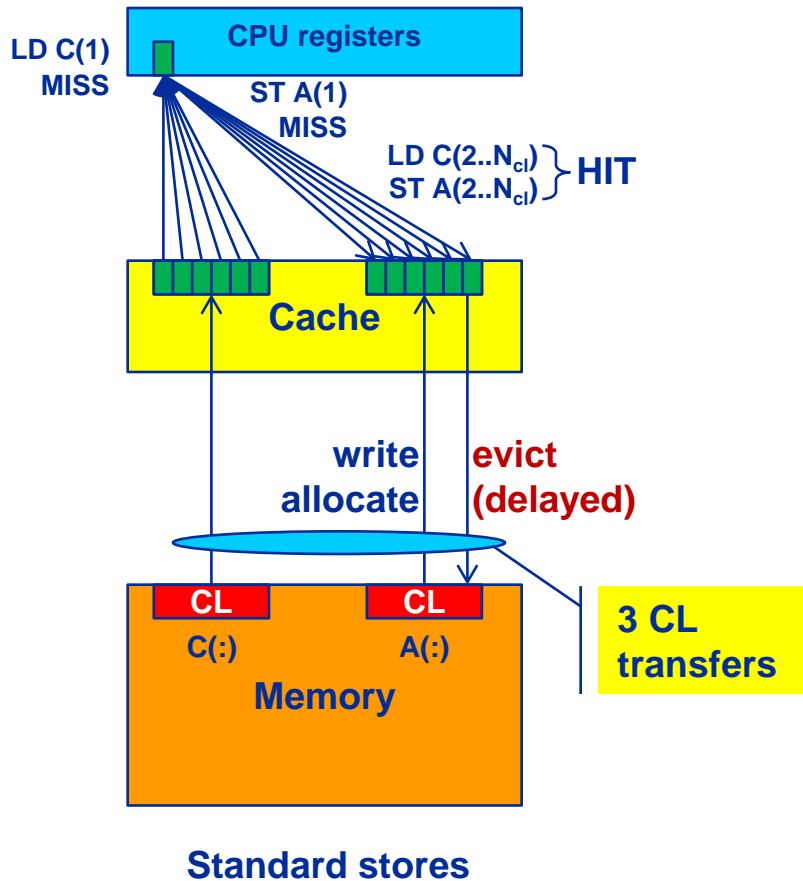 CPU registers
LD C(1)
MISS
ST A(1)
MISS
LD C(2..Ncl)
ST A(2..Ncl)
HIT
Cache
write
allocate
evict
(delayed)
CL
CL
C(:)
A(:)
3 CL
transfers
Memory
Standard stores